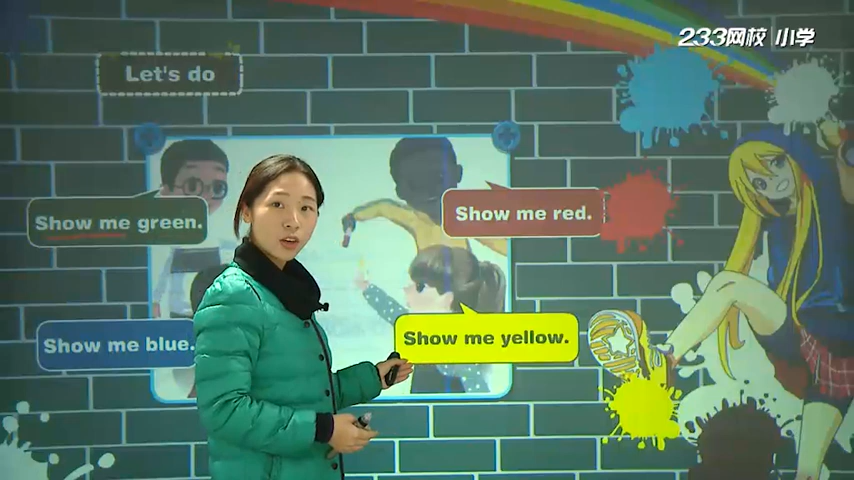 233网校 小学
Let's do
Show me green.
Show me red.
Show me blue.
Show me yellow.